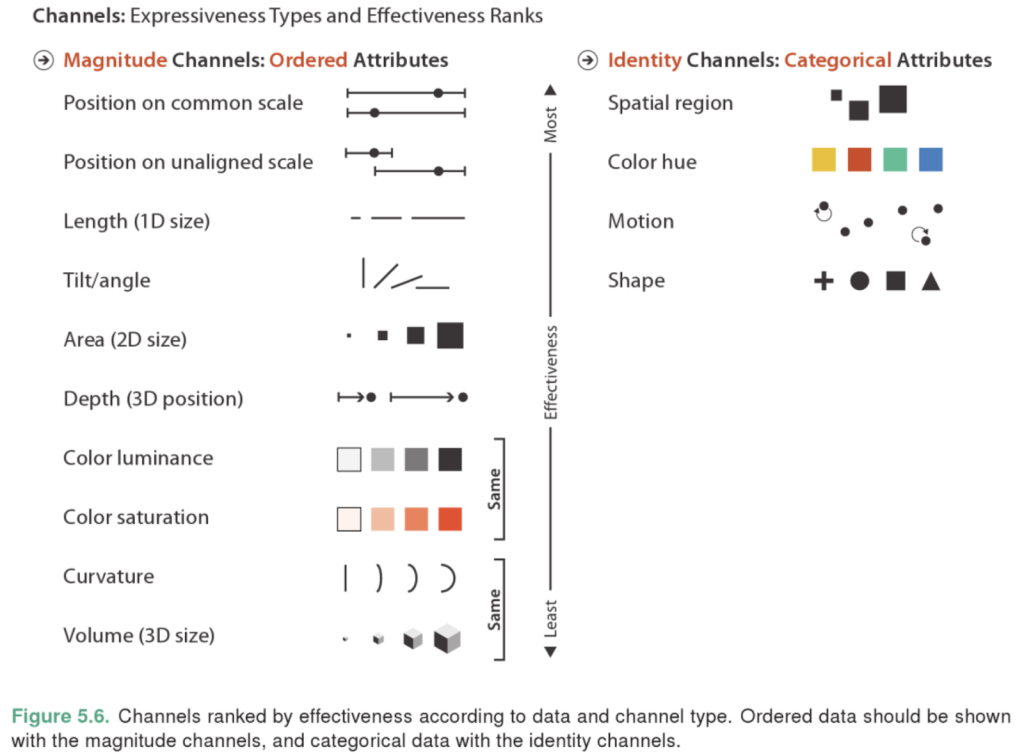 Channels: Expressiveness Types and Effectiveness Ranks
Magnitude Channels: Ordered Attributes
Position on common scale
Position on unaligned scale
Length (1D size)
Tilt/angle
Area (2D size)
Depth (3D position)
Color luminance
Color saturation
Same
Curvature
Volume (3D size)
Same
Most
Effectiveness
Least
Identity Channels: Categorical Attributes
Spatial region
Color hue
Motion
Shape
Figure 5.6. Channels ranked by effectiveness according to data and channel type. Ordered data should be shown
with the magnitude channels, and categorical data with the identity channels.